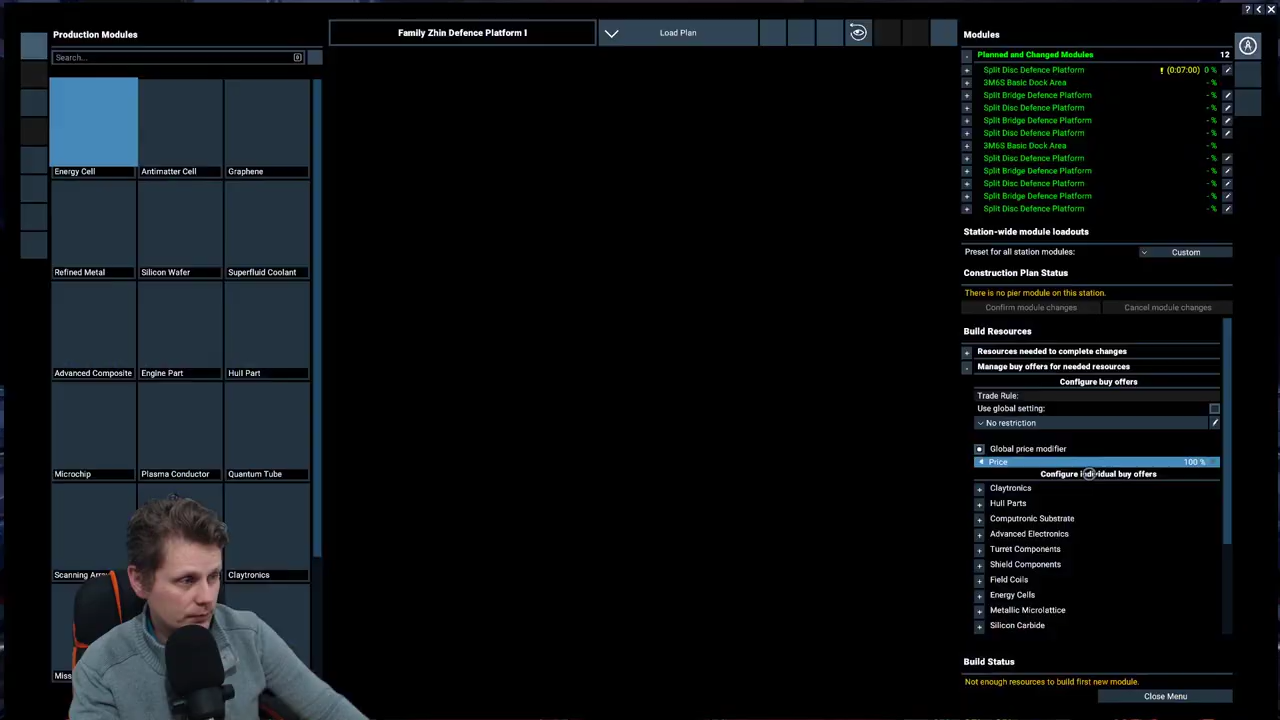 Production Modules
Search...
Energy Cell
Antimatter Cell
Graphene
Refined Metal
Silicon Wafer
Superfluid Coolant
Advanced Composite
Engine Part
Hull Part
Microchip
Plasma Conductor
Quantum Tube
Scanning Arra
Claytronics
Miss
Family Zhin Defence Platform I
Load Plan
? < X
Modules
- Planned and Changed Modules 12
+ Split Disc Defence Platform ! (0:07:00) 0 %
+ 3M6S Basic Dock Area - %
+ Split Bridge Defence Platform - %
+ Split Disc Defence Platform - %
+ Split Bridge Defence Platform - %
+ Split Disc Defence Platform - %
+ 3M6S Basic Dock Area - %
+ Split Disc Defence Platform - %
+ Split Bridge Defence Platform - %
+ Split Disc Defence Platform - %
+ Split Bridge Defence Platform - %
+ Split Disc Defence Platform - %
Station-wide module loadouts
Preset for all station modules: Custom
Construction Plan Status
There is no pier module on this station.
Confirm module changes Cancel module changes
Build Resources
+ Resources needed to complete changes
- Manage buy offers for needed resources
Configure buy offers
Trade Rule:
Use global setting:
No restriction
Global price modifier
Price 100 %
Configure individual buy offers
+ Claytronics
+ Hull Parts
+ Computronic Substrate
+ Advanced Electronics
+ Turret Components
+ Shield Components
+ Field Coils
+ Energy Cells
+ Metallic Microlattice
+ Silicon Carbide
Build Status
Not enough resources to build first new module.
Close Menu